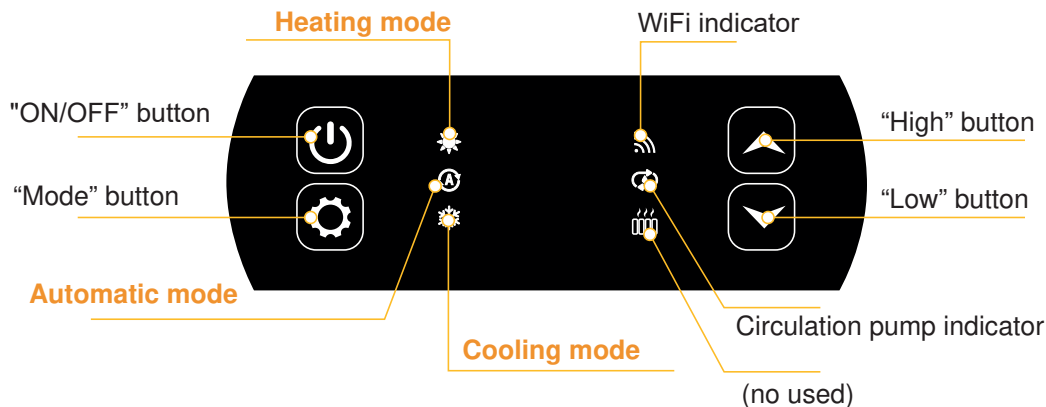 Heating mode
WiFi indicator
"ON/OFF” button
“High” button
“Mode” button
A
“Low” button
Automatic mode
Circulation pump indicator
Cooling mode
(no used)